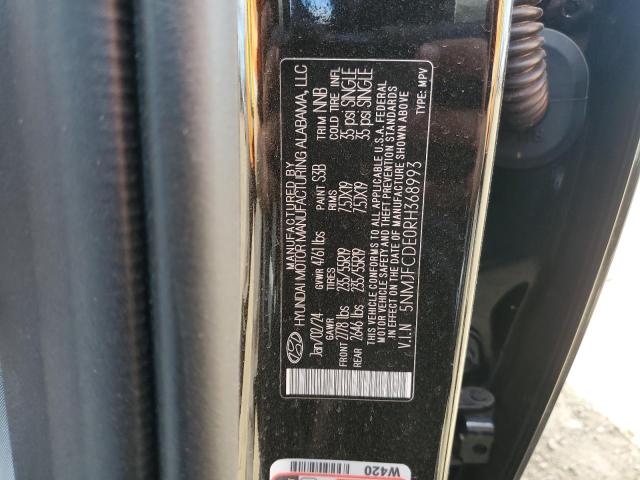 MANUFACTURED BY
HYUNDAI MOTOR MANUFACTURING ALABAMA, LLC
Jan/02/24 GVWR 4761 lbs PAINT S3B TRIM NNB
GAWR TIRES RIMS COLD TIRE INFL
FRONT 2778 lbs 235/55R19 7.5JX19 35 psi SINGLE
REAR 2646 lbs 235/55R19 7.5JX19 35 psi SINGLE
THIS VEHICLE CONFORMS TO ALL APPLICABLE U.S.A. FEDERAL
MOTOR VEHICLE SAFETY AND THEFT PREVENTION STANDARDS
IN EFFECT ON THE DATE OF MANUFACTURE SHOWN ABOVE
V.I.N 5NMJFCDE0RH368993 TYPE: MPV
W420